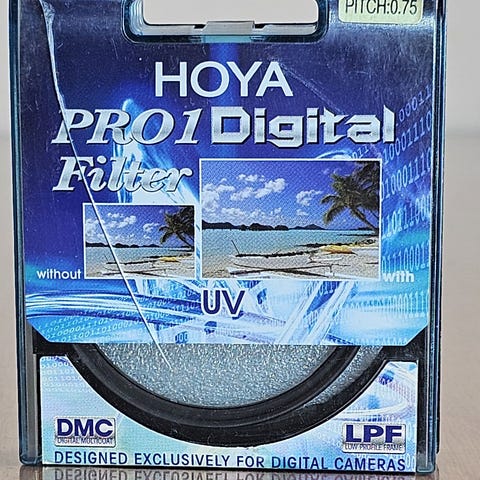 PITCH:0.75
HOYA
PRO1 Digital
Filter
without
with
UV
DMC
DIGITAL MULTICOAT
LPF
LOW PROFILE FRAME
DESIGNED EXCLUSIVELY FOR DIGITAL CAMERAS